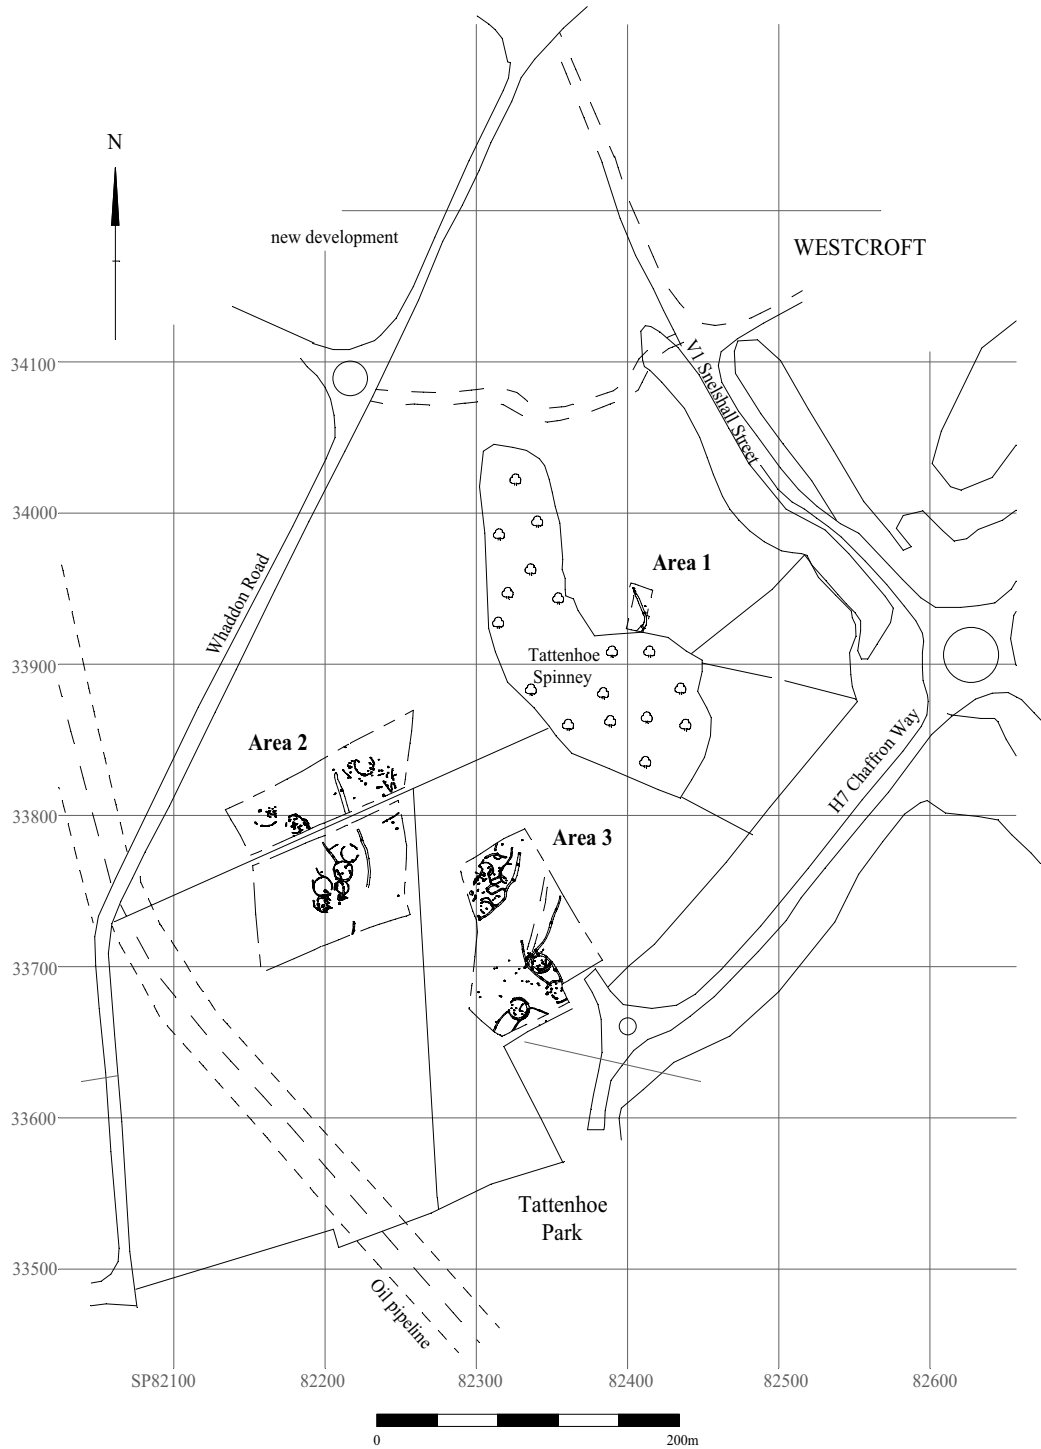 N
new development
WESTCROFT
34100
V1 Snelshall Street
34000
Area 1
Whaddon Road
33900
Tattenhoe
Spinney
Area 2
H7 Chaffron Way
33800
Area 3
33700
33600
Tattenhoe
Park
33500
Oil pipeline
SP82100 82200 82300 82400 82500 82600
0 200m